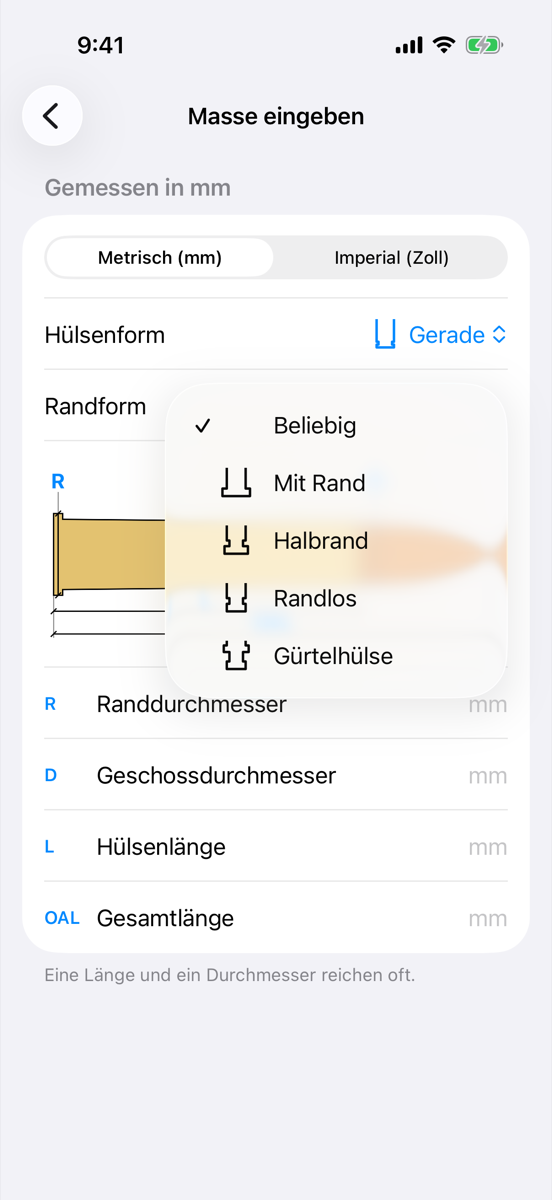 9:41
Masse eingeben
Gemessen in mm
Metrisch (mm) Imperial (Zoll)
Hülsenform Gerade
Randform
Beliebig
Mit Rand
Halbrand
Randlos
Gürtelhülse
R
R Randdurchmesser mm
D Geschossdurchmesser mm
L Hülsenlänge mm
OAL Gesamtlänge mm
Eine Länge und ein Durchmesser reichen oft.